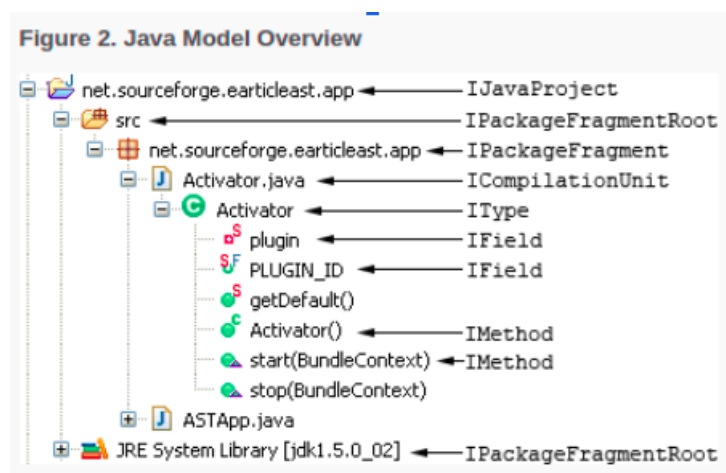 Figure 2. Java Model Overview
net.sourceforge.earticleast.app IJavaProject
src IPackageFragmentRoot
net.sourceforge.earticleast.app IPackageFragment
Activator.java ICompilationUnit
Activator IType
plugin IField
PLUGIN_ID IField
getDefault()
Activator() IMethod
start(BundleContext) IMethod
stop(BundleContext)
ASTApp.java
JRE System Library [jdk1.5.0_02] IPackageFragmentRoot